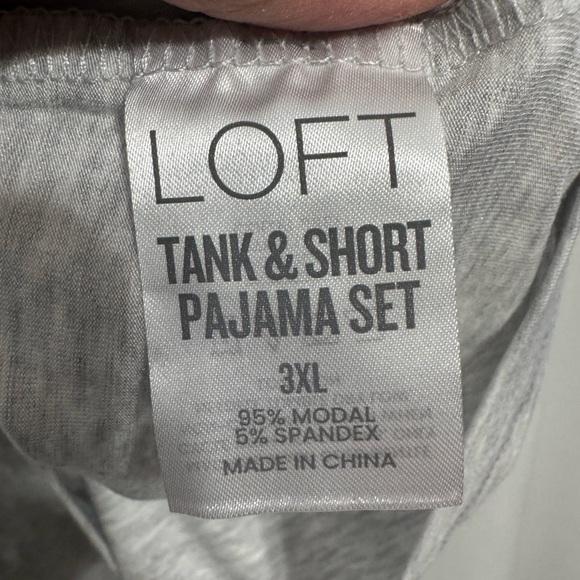 LOFT
TANK & SHORT
PAJAMA SET
3XL
95% MODAL
5% SPANDEX
MADE IN CHINA